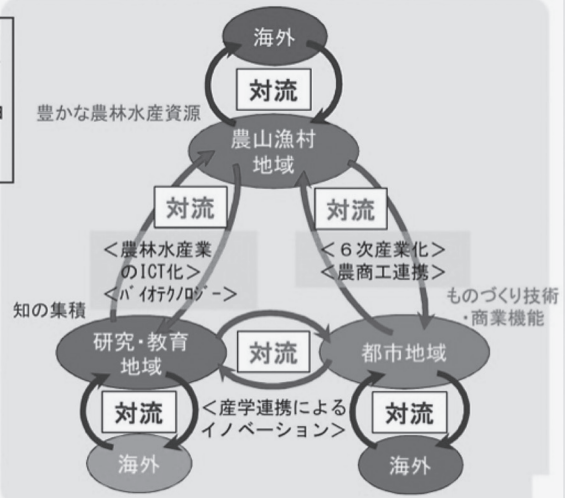 海外
対流
豊かな農林水産資源
農山漁村
地域
対流
対流
＜農林水産業
のICT化＞
＜ﾊﾞｲｵﾃｸﾉﾛｼﾞｰ＞
＜６次産業化＞
＜農商工連携＞
ものづくり技術
・商業機能
知の集積
研究・教育
地域
対流
都市地域
対流
＜産学連携による
イノベーション＞
対流
海外
海外